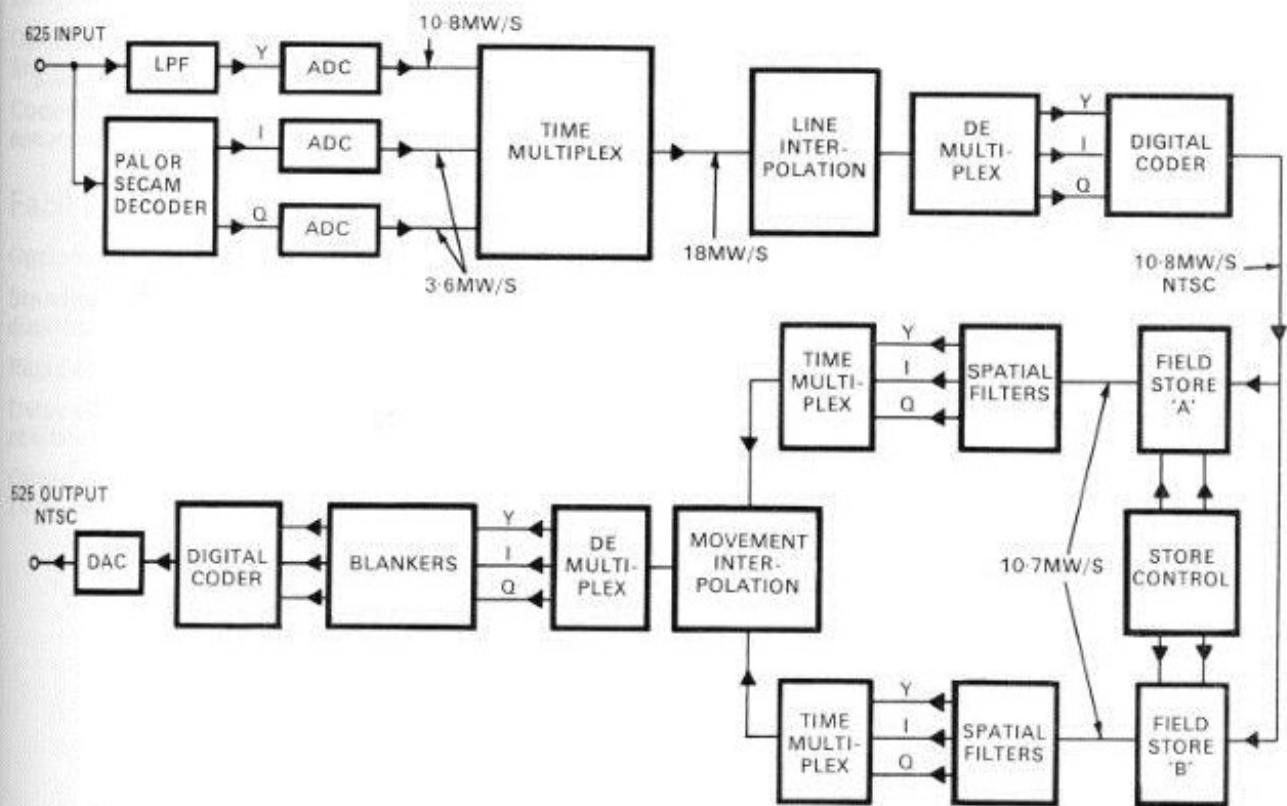 10·8MW/S
625 INPUT
LPF
Y
ADC
PAL OR
SECAM
DECODER
I
ADC
Q
ADC
3·6MW/S
TIME
MULTIPLEX
18MW/S
LINE
INTER-
POLATION
DE
MULTI-
PLEX
Y
I
Q
DIGITAL
CODER
10·8MW/S
NTSC
FIELD
STORE
'A'
STORE
CONTROL
FIELD
STORE
'B'
10·7MW/S
SPATIAL
FILTERS
Y
I
Q
TIME
MULTI-
PLEX
SPATIAL
FILTERS
Y
I
Q
TIME
MULTI-
PLEX
MOVEMENT
INTER-
POLATION
DE
MULTI-
PLEX
Y
I
Q
BLANKERS
DIGITAL
CODER
DAC
525 OUTPUT
NTSC